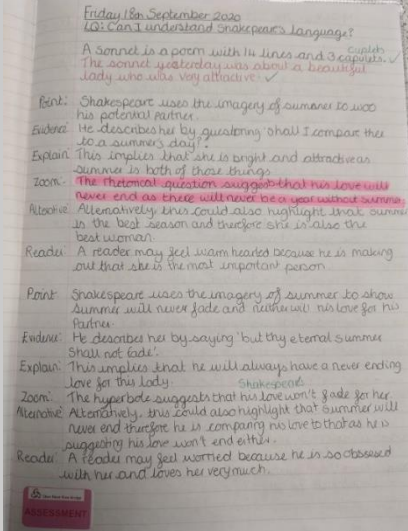 Friday 18th September 2020
LQ: Can I understand Shakespeare's language?
A sonnet is a poem with 14 lines and 3 couplets
The sonnet yesterday was about a beautiful
lady who was very attractive.
Point: Shakespeare uses the imagery of summer to woo
his potential partner.
Evidence: He describes her by questioning 'shall I compare thee
to a summer's day?'.
Explain: This implies that she is bright and attractive as
summer is both of those things.
Zoom: The rhetorical question suggests that his love will
never end as there will never be a year without summer.
Alternative: Alternatively, this could also highlight that summer
is the best season and therefore she is also the
best woman.
Reader: A reader may feel warm hearted because he is making
out that she is the most important person.
Point: Shakespeare uses the imagery of summer to show
summer will never fade and neither will his love for his
partner.
Evidence: He describes her by saying 'but thy eternal summer
shall not fade'.
Explain: This implies that he will always have a never ending
love for this lady.
Shakespeare's
Zoom: The hyperbole suggests that his love won't fade for her.
Alternative: Alternatively, this could also highlight that summer will
never end therefore he is comparing his love to that as he is
suggesting his love won't end either.
Reader: A reader may feel worried because he is so obsessed
with her and loves her very much.
ASSESSMENT